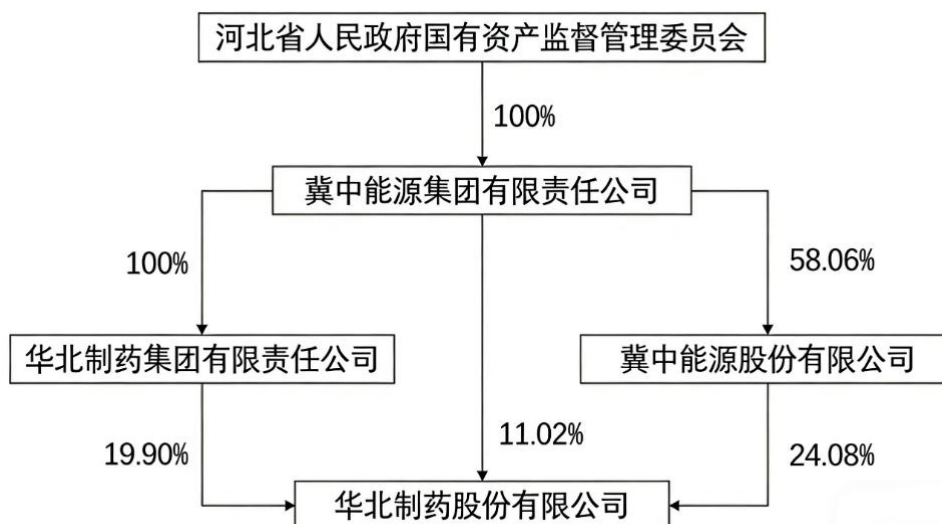 河北省人民政府国有资产监督管理委员会
100%
冀中能源集团有限责任公司
100%
58.06%
华北制药集团有限责任公司
冀中能源股份有限公司
19.90%
11.02%
24.08%
华北制药股份有限公司